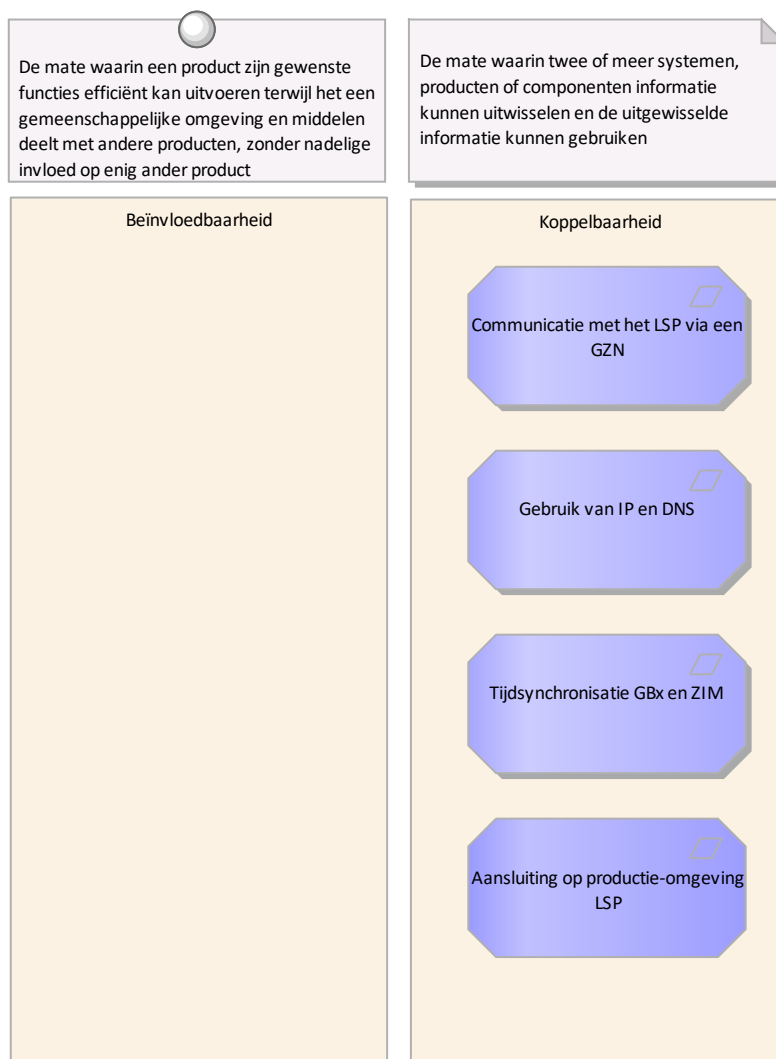 De mate waarin een product zijn gewenste
functies efficiënt kan uitvoeren terwijl het een
gemeenschappelijke omgeving en middelen
deelt met andere producten, zonder nadelige
invloed op enig ander product
De mate waarin twee of meer systemen,
producten of componenten informatie
kunnen uitwisselen en de uitgewisselde
informatie kunnen gebruiken
Beïnvloedbaarheid
Koppelbaarheid
Communicatie met het LSP via een
GZN
Gebruik van IP en DNS
Tijdsynchronisatie GBx en ZIM
Aansluiting op productie-omgeving
LSP